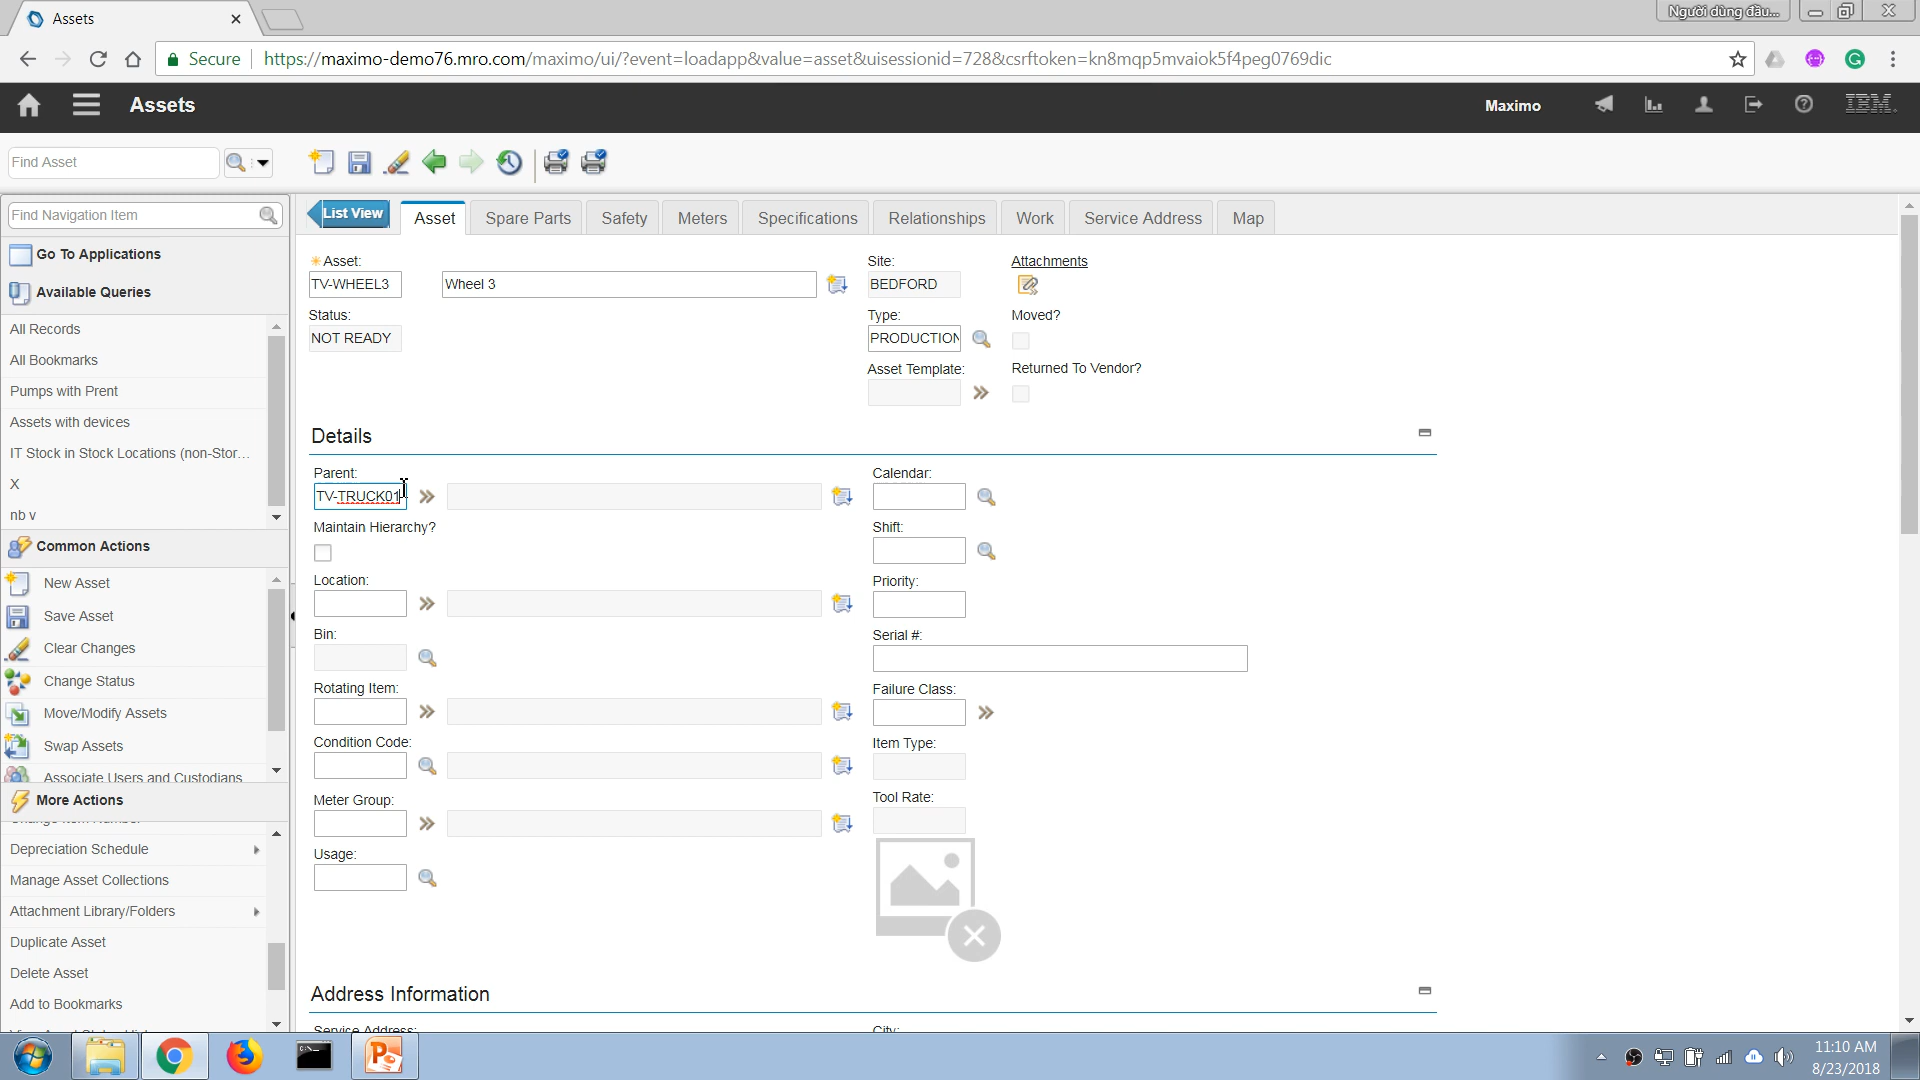 Assets
Người dùng đầu...
Secure
https://maximo-demo76.mro.com/maximo/ui/?event=loadapp&value=asset&uisessionid=728&csrftoken=kn8mqp5mvaiok5f4peg0769dic
Assets
Maximo
IBM.
Find Asset
Find Navigation Item
Go To Applications
Available Queries
All Records
All Bookmarks
Pumps with Prent
Assets with devices
IT Stock in Stock Locations (non-Stor...
X
nb v
Common Actions
New Asset
Save Asset
Clear Changes
Change Status
Move/Modify Assets
Swap Assets
Associate Users and Custodians
More Actions
Depreciation Schedule
Manage Asset Collections
Attachment Library/Folders
Duplicate Asset
Delete Asset
Add to Bookmarks
List View
Asset
Spare Parts
Safety
Meters
Specifications
Relationships
Work
Service Address
Map
Asset:
TV-WHEEL3
Wheel 3
Site:
BEDFORD
Attachments
Status:
NOT READY
Type:
PRODUCTION
Moved?
Asset Template:
Returned To Vendor?
Details
Parent:
TV-TRUCK01
Calendar:
Maintain Hierarchy?
Shift:
Location:
Priority:
Bin:
Serial #:
Rotating Item:
Failure Class:
Condition Code:
Item Type:
Meter Group:
Tool Rate:
Usage:
Address Information
Service Address:
City:
11:10 AM
8/23/2018